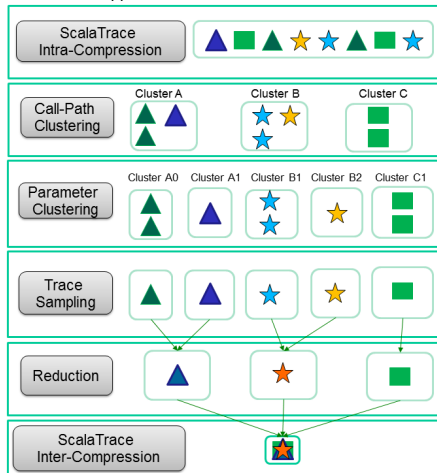 ScalaTrace
Intra-Compression
Call-Path
Clustering
Cluster A
Cluster B
Cluster C
Parameter
Clustering
Cluster A0
Cluster A1
Cluster B1
Cluster B2
Cluster C1
Trace
Sampling
Reduction
ScalaTrace
Inter-Compression